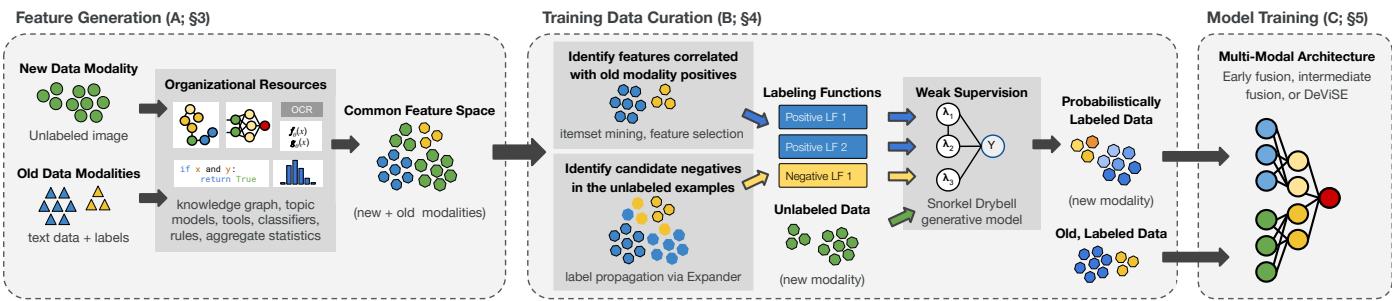 Feature Generation (A; §3)
New Data Modality
Unlabeled image
Old Data Modalities
text data + labels
Organizational Resources
OCR
fθ(x)
gθ(x)
if x and y:
return True
knowledge graph, topic
models, tools, classifiers,
rules, aggregate statistics
Common Feature Space
(new + old modalities)
Training Data Curation (B; §4)
Identify features correlated
with old modality positives
itemset mining, feature selection
Identify candidate negatives
in the unlabeled examples
label propagation via Expander
Labeling Functions
Positive LF 1
Positive LF 2
Negative LF 1
Unlabeled Data
(new modality)
Weak Supervision
λ1
λ2
λ3
Y
Snorkel Drybell
generative model
Probabilistically
Labeled Data
(new modality)
Old, Labeled Data
Model Training (C; §5)
Multi-Modal Architecture
Early fusion, intermediate
fusion, or DeViSE